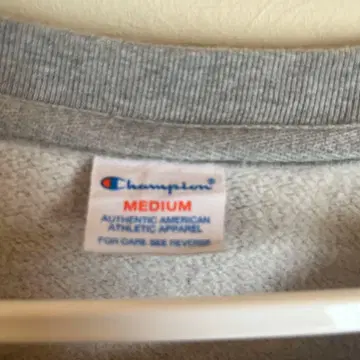 Champion®
MEDIUM
AUTHENTIC AMERICAN
ATHLETIC APPAREL
FOR CARE SEE REVERSE